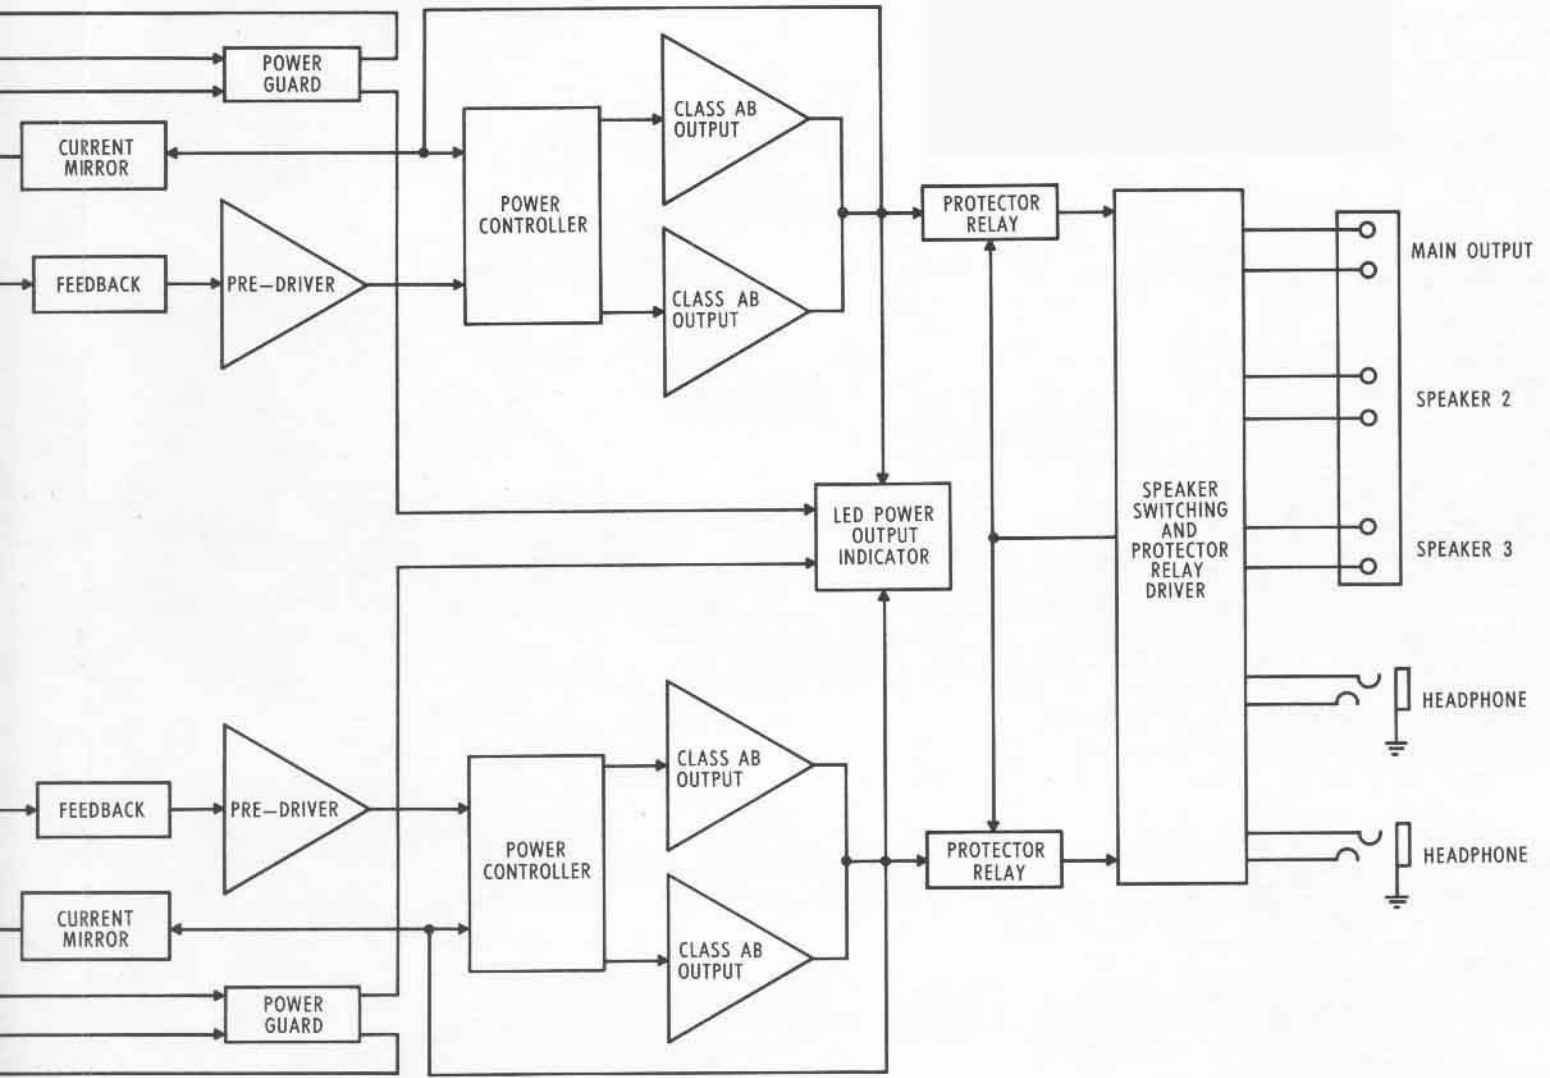 POWER
GUARD
CURRENT
MIRROR
FEEDBACK
PRE—DRIVER
POWER
CONTROLLER
CLASS AB
OUTPUT
CLASS AB
OUTPUT
PROTECTOR
RELAY
MAIN OUTPUT
SPEAKER 2
SPEAKER 3
LED POWER
OUTPUT
INDICATOR
SPEAKER
SWITCHING
AND
PROTECTOR
RELAY
DRIVER
HEADPHONE
HEADPHONE
FEEDBACK
PRE—DRIVER
CURRENT
MIRROR
POWER
GUARD
POWER
CONTROLLER
CLASS AB
OUTPUT
CLASS AB
OUTPUT
PROTECTOR
RELAY